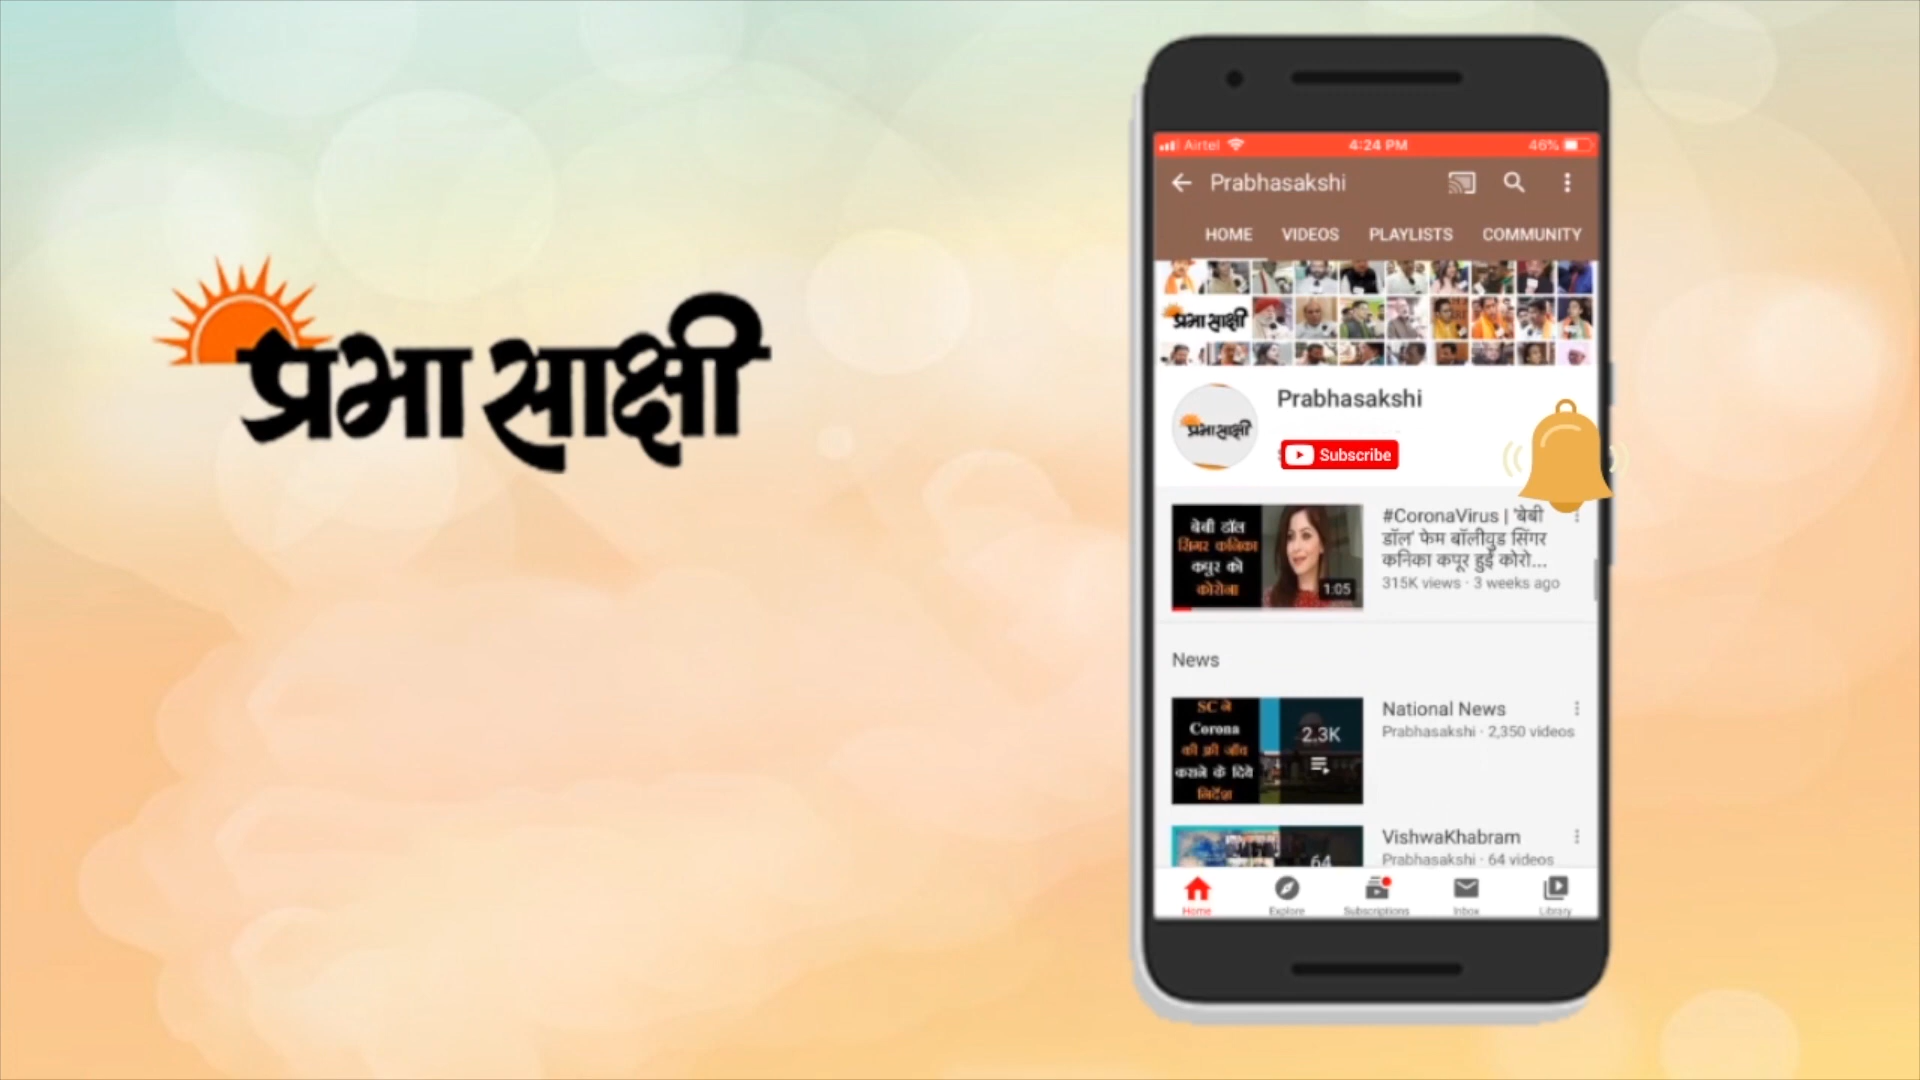 प्रभासाक्षी
Airtel 4:24 PM 46%
Prabhasakshi
HOME VIDEOS PLAYLISTS COMMUNITY
प्रभासाक्षी
Prabhasakshi
प्रभासाक्षी
Subscribe
बेबी डॉल
सिंगर कनिका
कपूर को
कोरोना
1:05
#CoronaVirus | 'बेबी
डॉल' फेम बॉलीवुड सिंगर
कनिका कपूर हुई कोरो...
315K views · 3 weeks ago
News
SC ने
Corona
की फ्री जाँच
कराने के दिये
निर्देश
2.3K
National News
Prabhasakshi · 2,350 videos
64
VishwaKhabram
Prabhasakshi · 64 videos
Home Explore Subscriptions Inbox Library